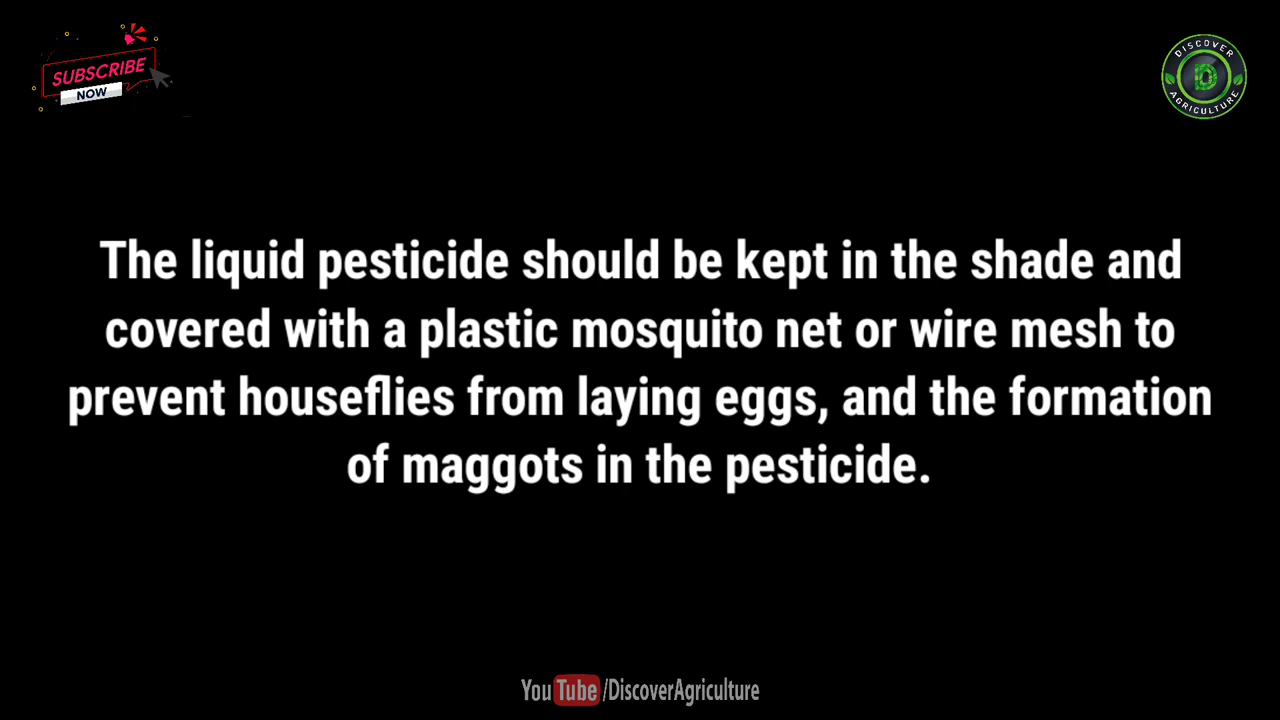 SUBSCRIBE
NOW
DISCOVER
D
AGRICULTURE
The liquid pesticide should be kept in the shade and
covered with a plastic mosquito net or wire mesh to
prevent houseflies from laying eggs, and the formation
of maggots in the pesticide.
YouTube/DiscoverAgriculture